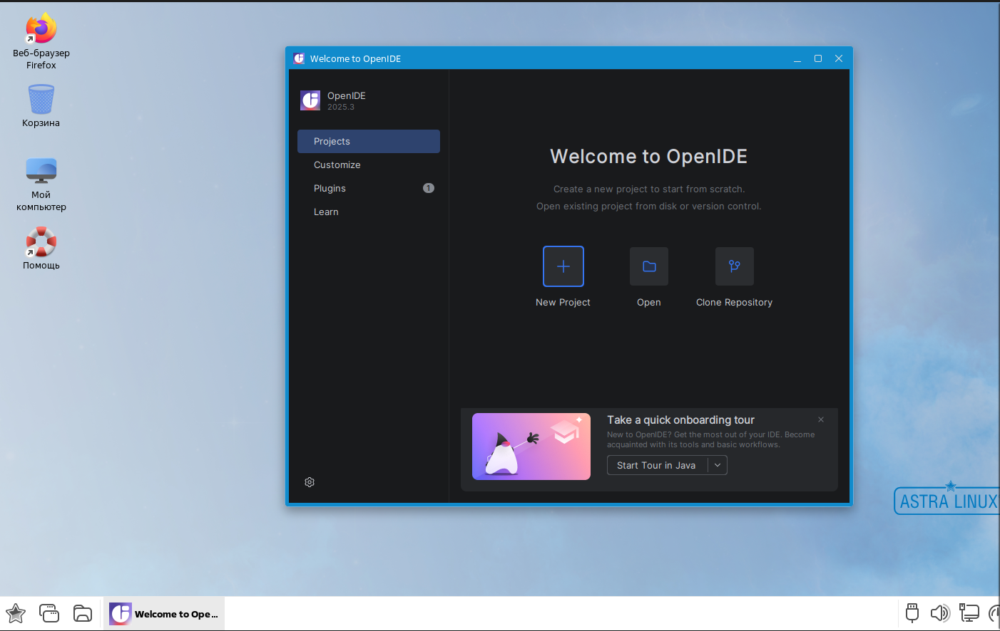 Веб-браузер
Firefox
Корзина
Мой
компьютер
Помощь
Welcome to OpenIDE
OpenIDE
2025.3
Projects
Customize
Plugins
1
Learn
Welcome to OpenIDE
Create a new project to start from scratch.
Open existing project from disk or version control.
New Project
Open
Clone Repository
Take a quick onboarding tour
New to OpenIDE? Get the most out of your IDE. Become
acquainted with its tools and basic workflows.
Start Tour in Java
ASTRA LINUX
Welcome to Ope...